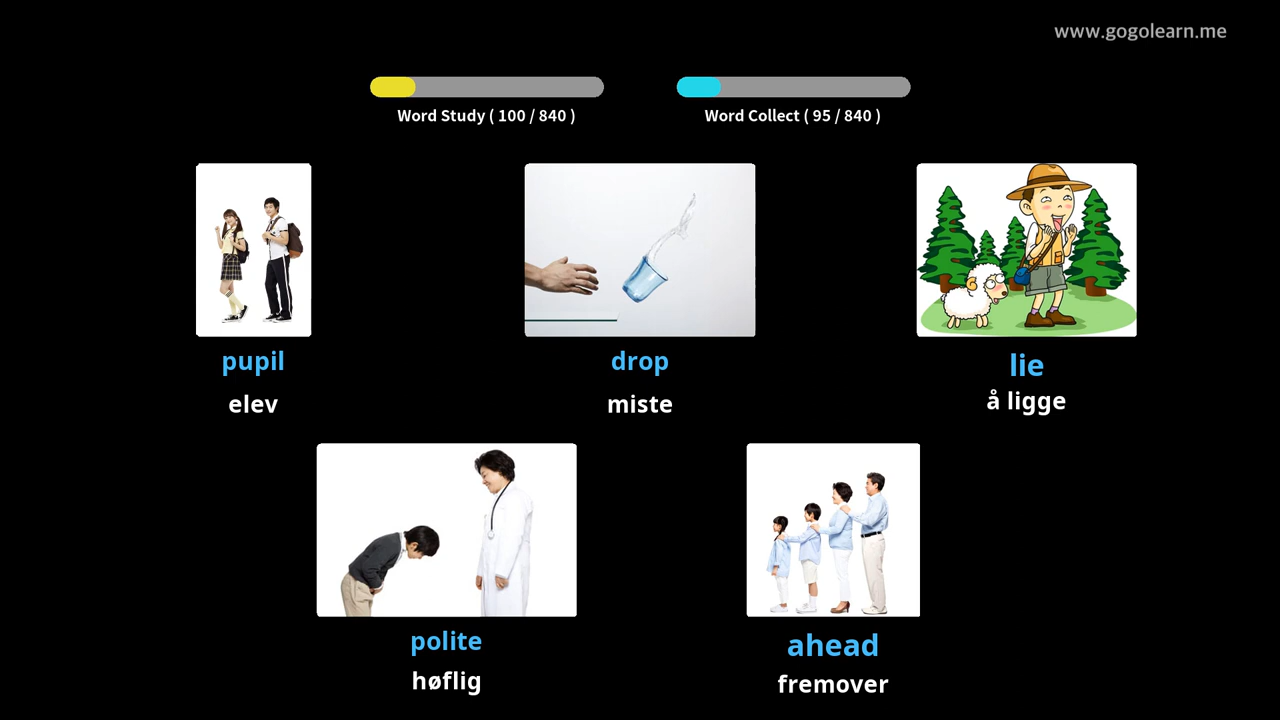 www.gogolearn.me
Word Study ( 100 / 840 )
Word Collect ( 95 / 840 )
pupil
elev
drop
miste
lie
å ligge
polite
høflig
ahead
fremover